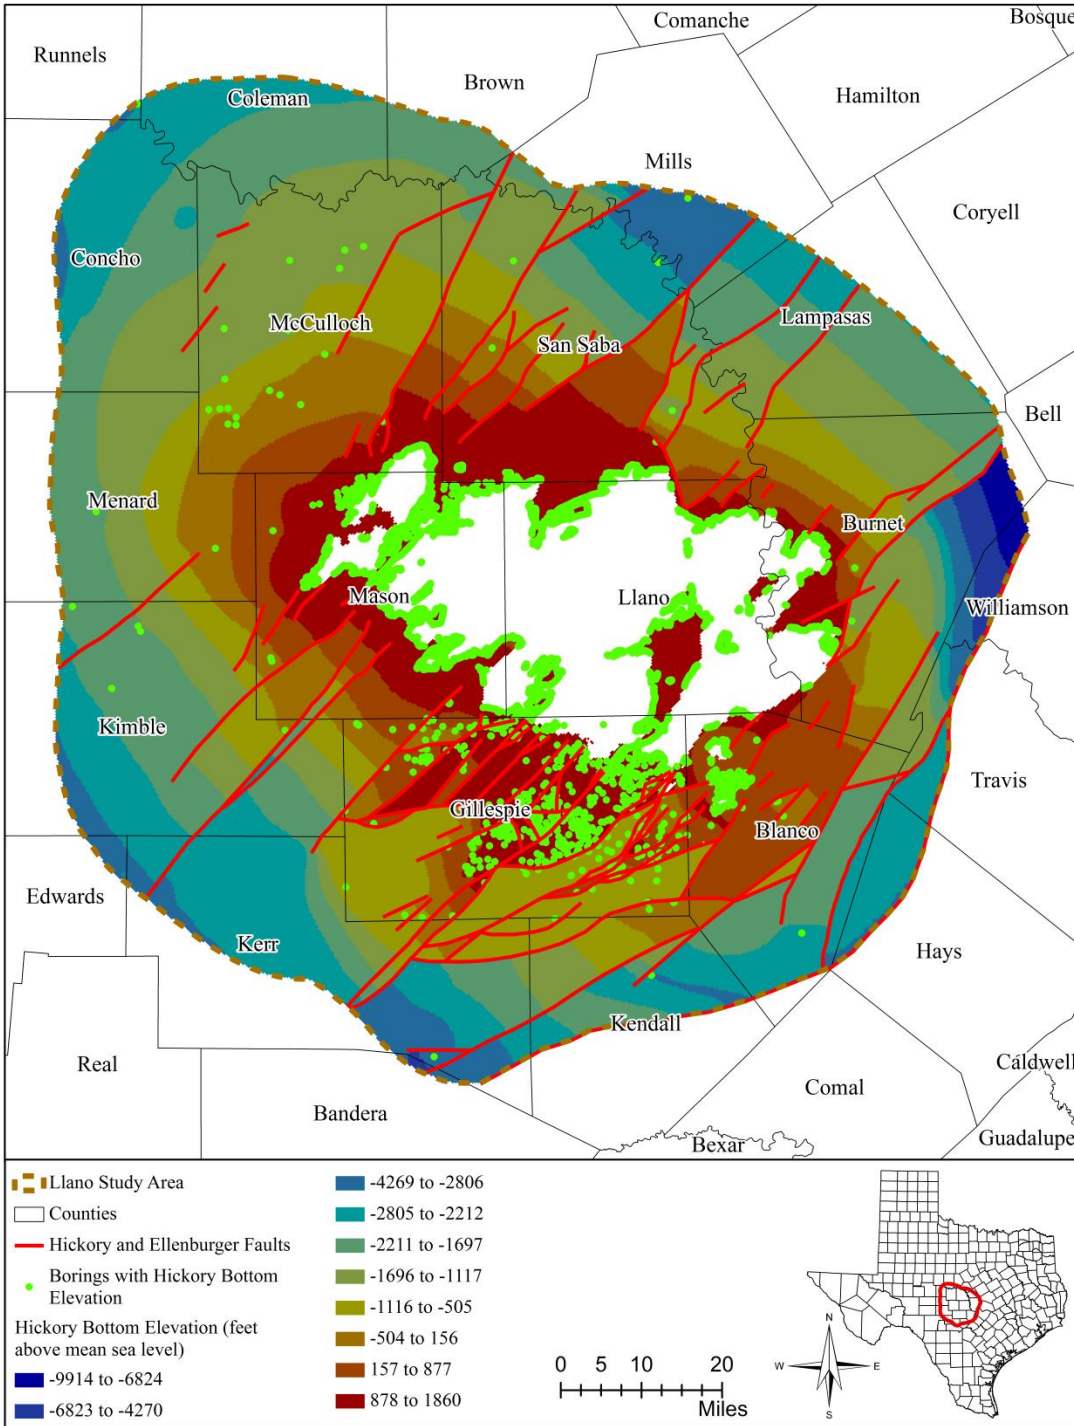 Comanche
Bosque
Runnels
Brown
Coleman
Hamilton
Mills
Coryell
Concho
McCulloch
San Saba
Lampasas
Bell
Menard
Burnet
Mason
Llano
Williamson
Kimble
Travis
Gillespie
Blanco
Edwards
Kerr
Hays
Kendall
Real
Caldwell
Comal
Bandera
Guadalupe
Bexar
Llano Study Area
Counties
Hickory and Ellenburger Faults
Borings with Hickory Bottom
Elevation
Hickory Bottom Elevation (feet
above mean sea level)
-9914 to -6824
-6823 to -4270
-4269 to -2806
-2805 to -2212
-2211 to -1697
-1696 to -1117
-1116 to -505
-504 to 156
157 to 877
878 to 1860
0 5 10 20
Miles
N
W E
S